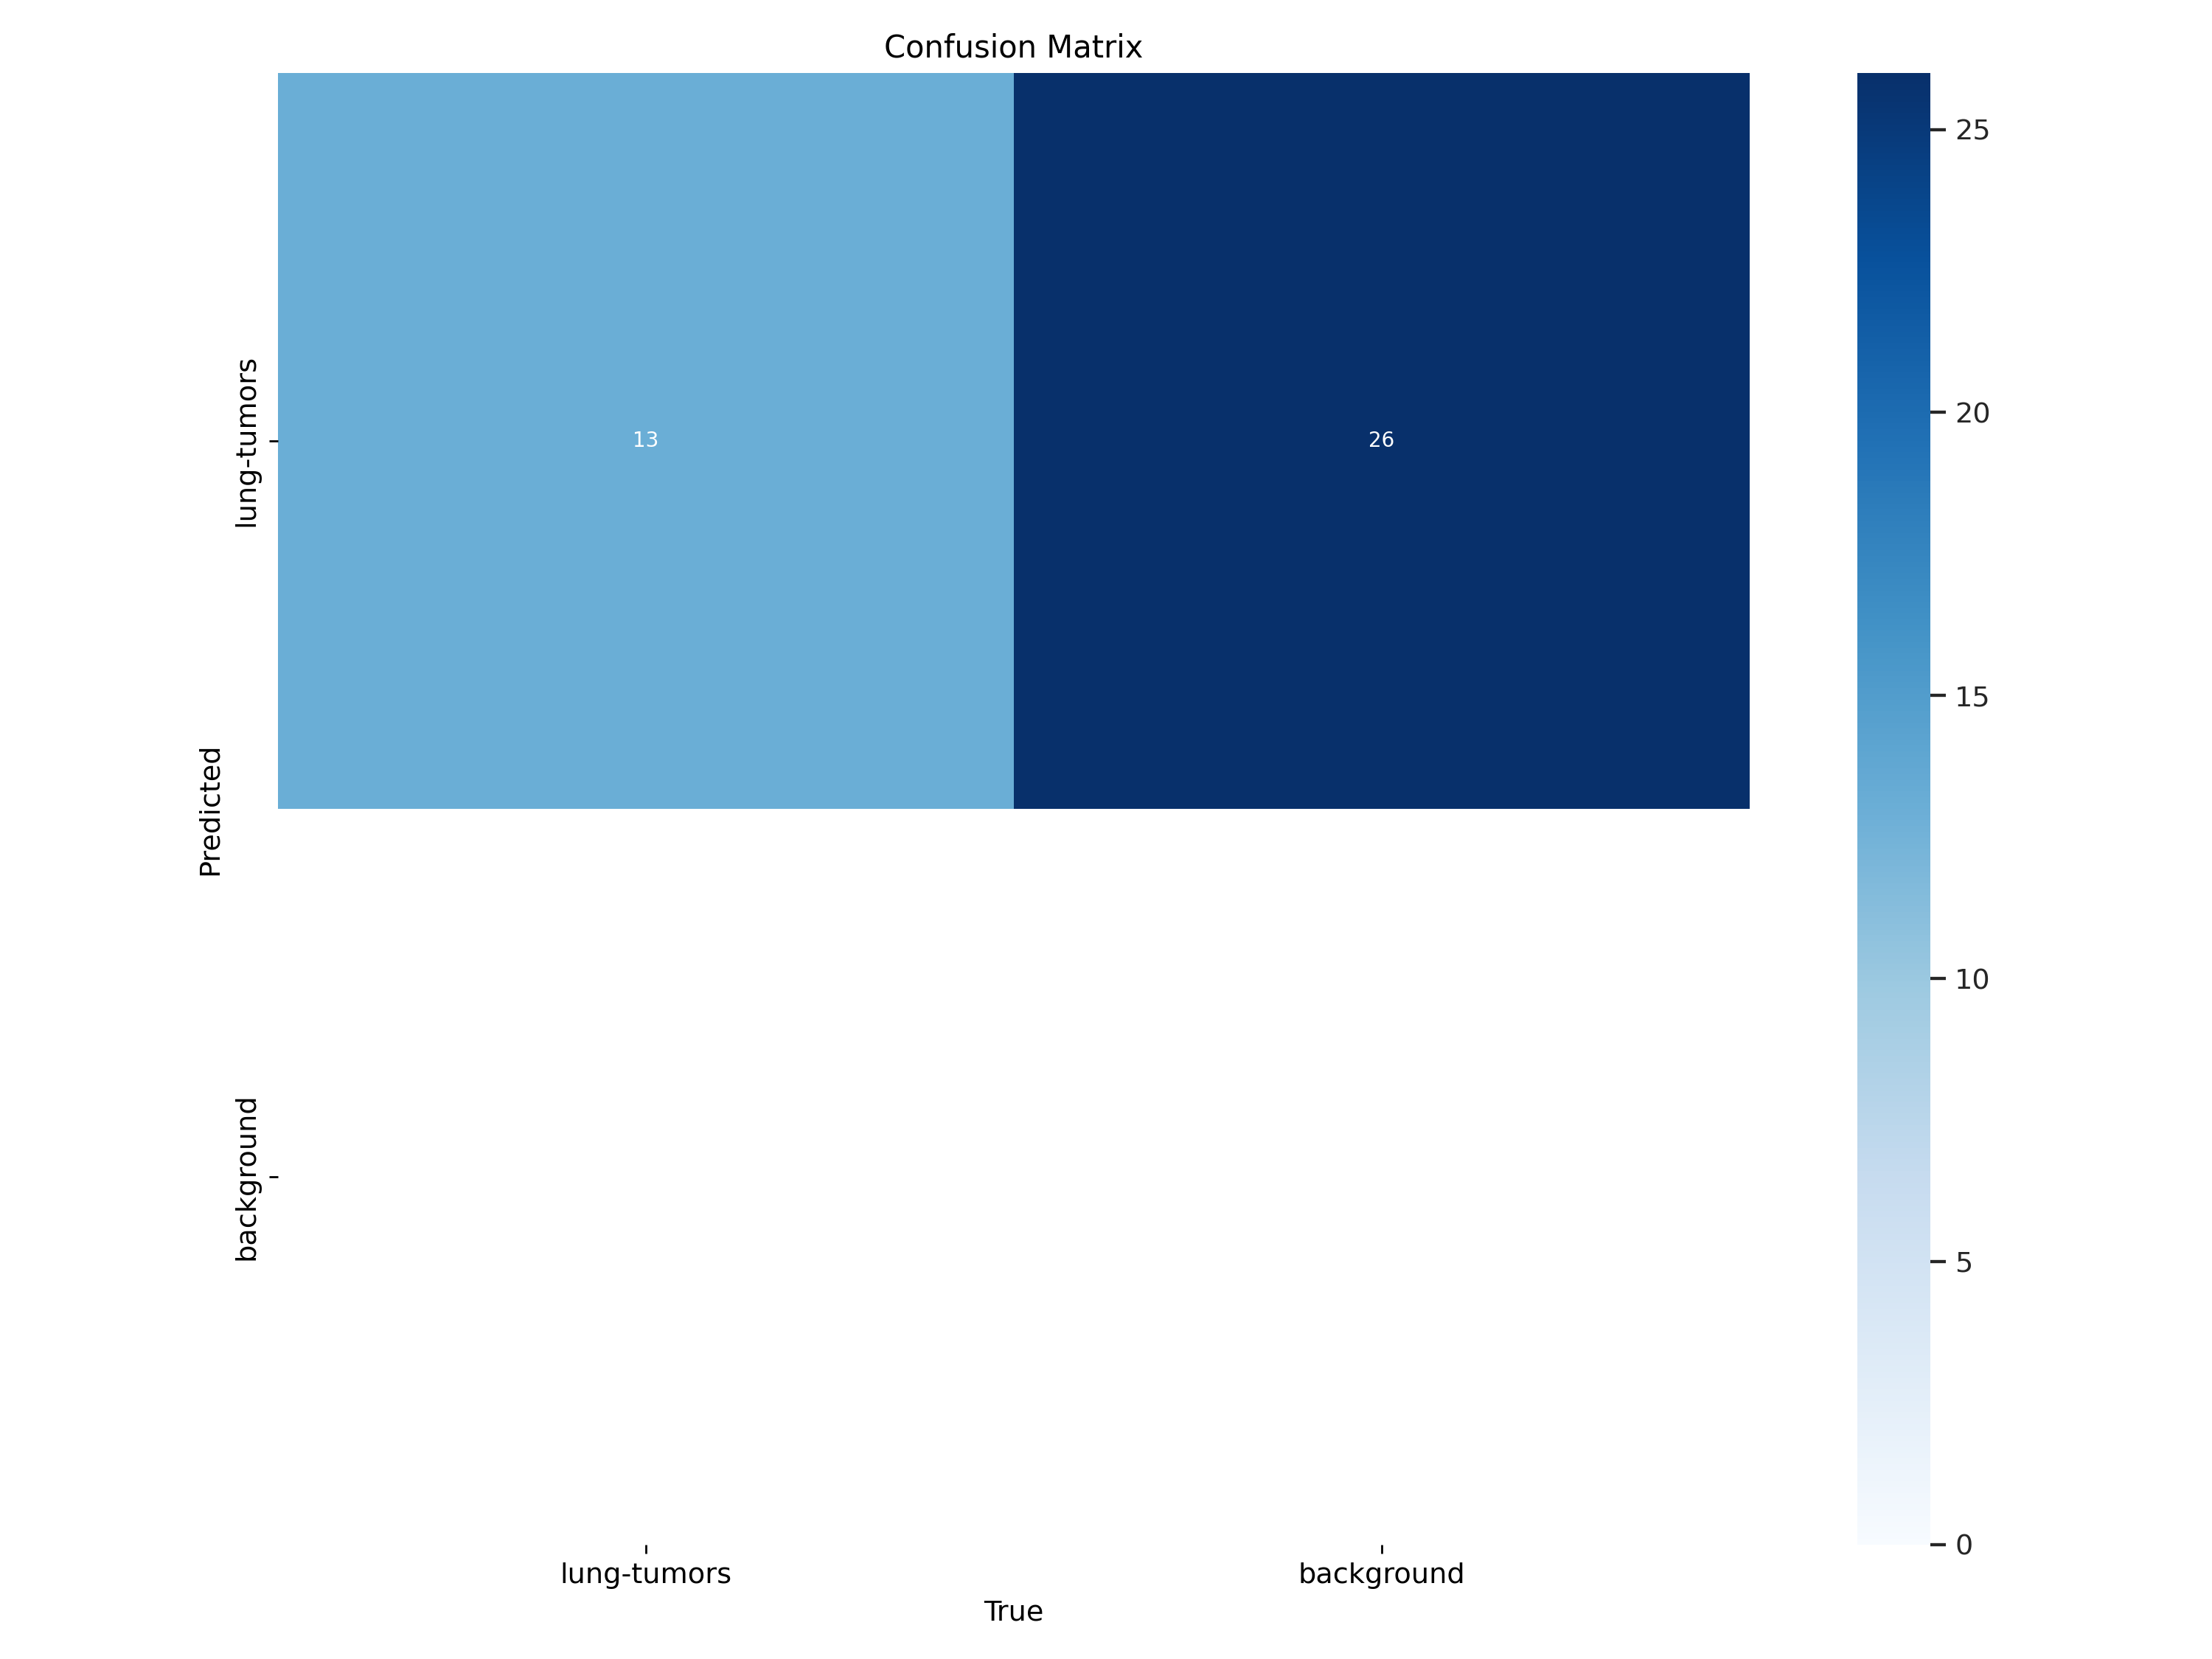 Confusion Matrix
lung-tumors
13
26
Predicted
background
lung-tumors
background
True
25
20
15
10
5
0